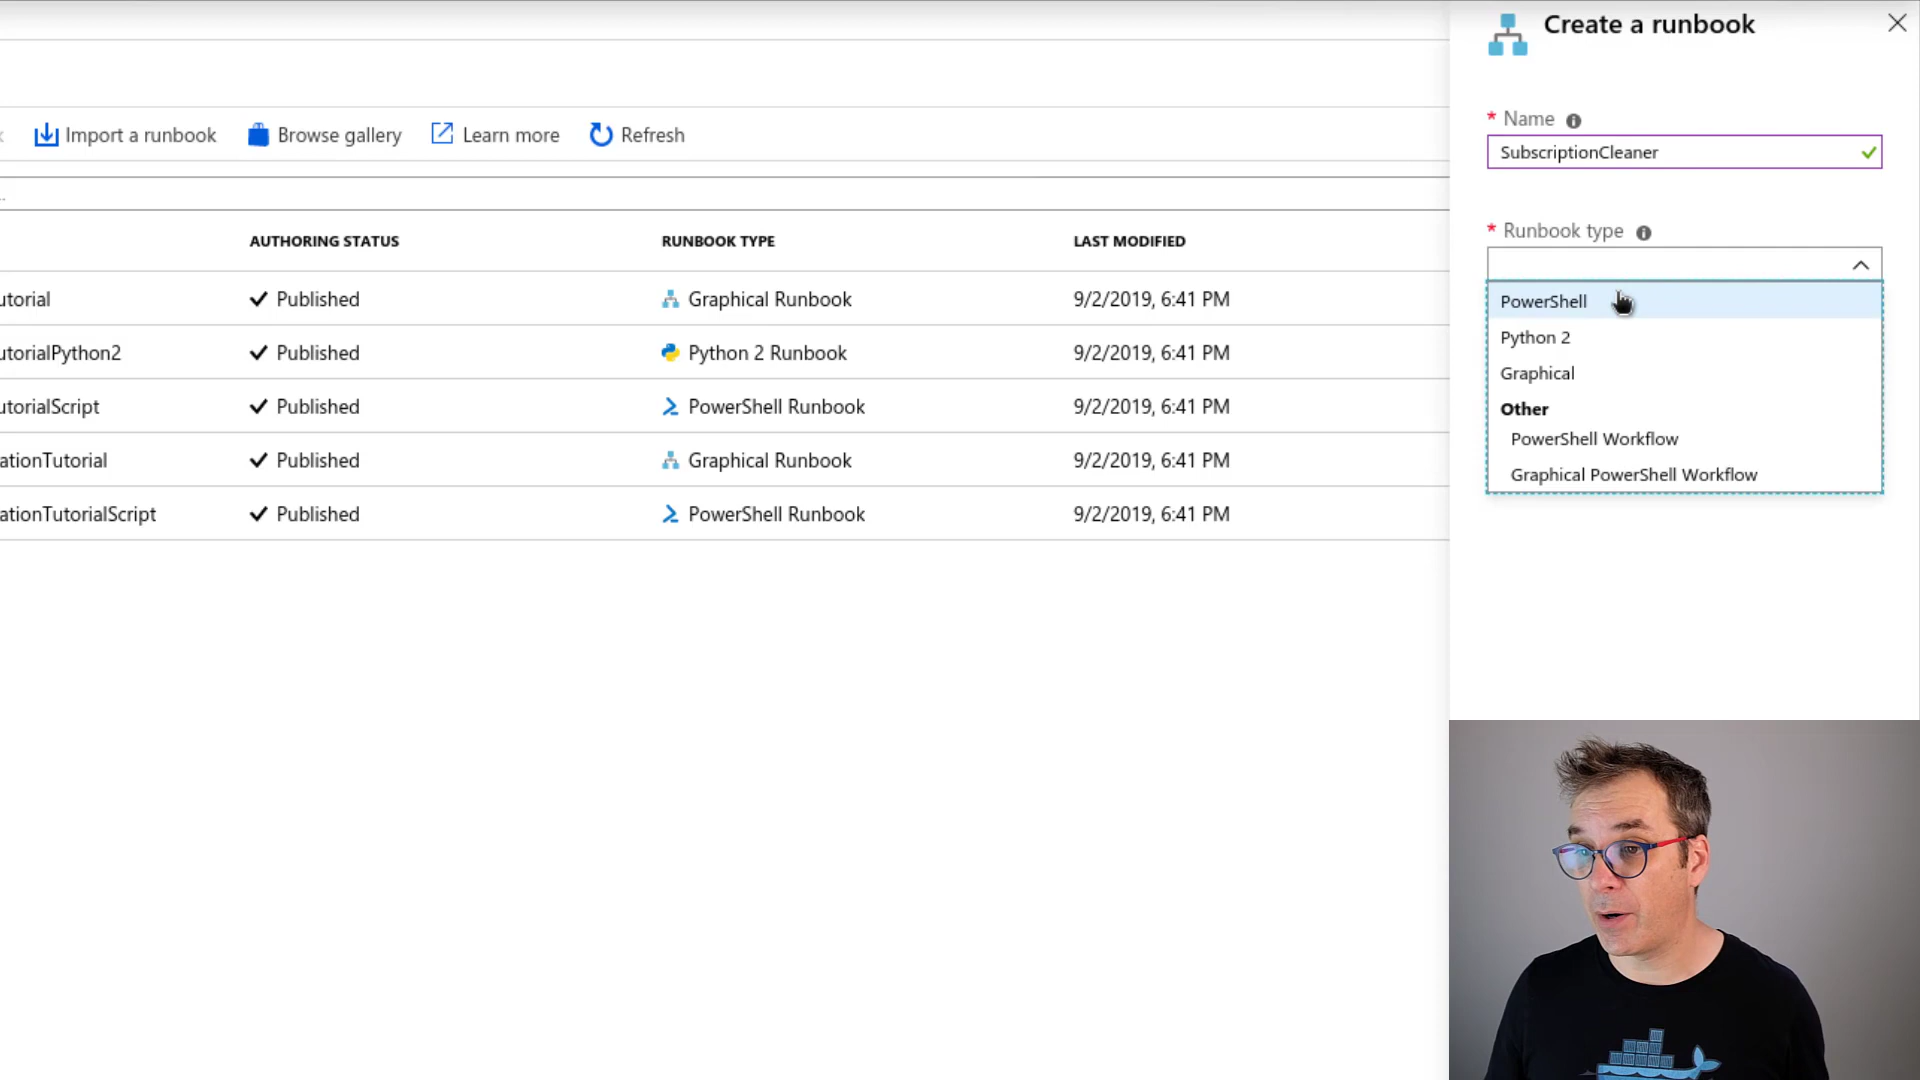 Create a runbook
Import a runbook
Browse gallery
Learn more
Refresh
..
AUTHORING STATUS
RUNBOOK TYPE
LAST MODIFIED
utorial
Published
Graphical Runbook
9/2/2019, 6:41 PM
utorialPython2
Published
Python 2 Runbook
9/2/2019, 6:41 PM
utorialScript
Published
PowerShell Runbook
9/2/2019, 6:41 PM
ationTutorial
Published
Graphical Runbook
9/2/2019, 6:41 PM
ationTutorialScript
Published
PowerShell Runbook
9/2/2019, 6:41 PM
* Name
SubscriptionCleaner
* Runbook type
PowerShell
Python 2
Graphical
Other
PowerShell Workflow
Graphical PowerShell Workflow